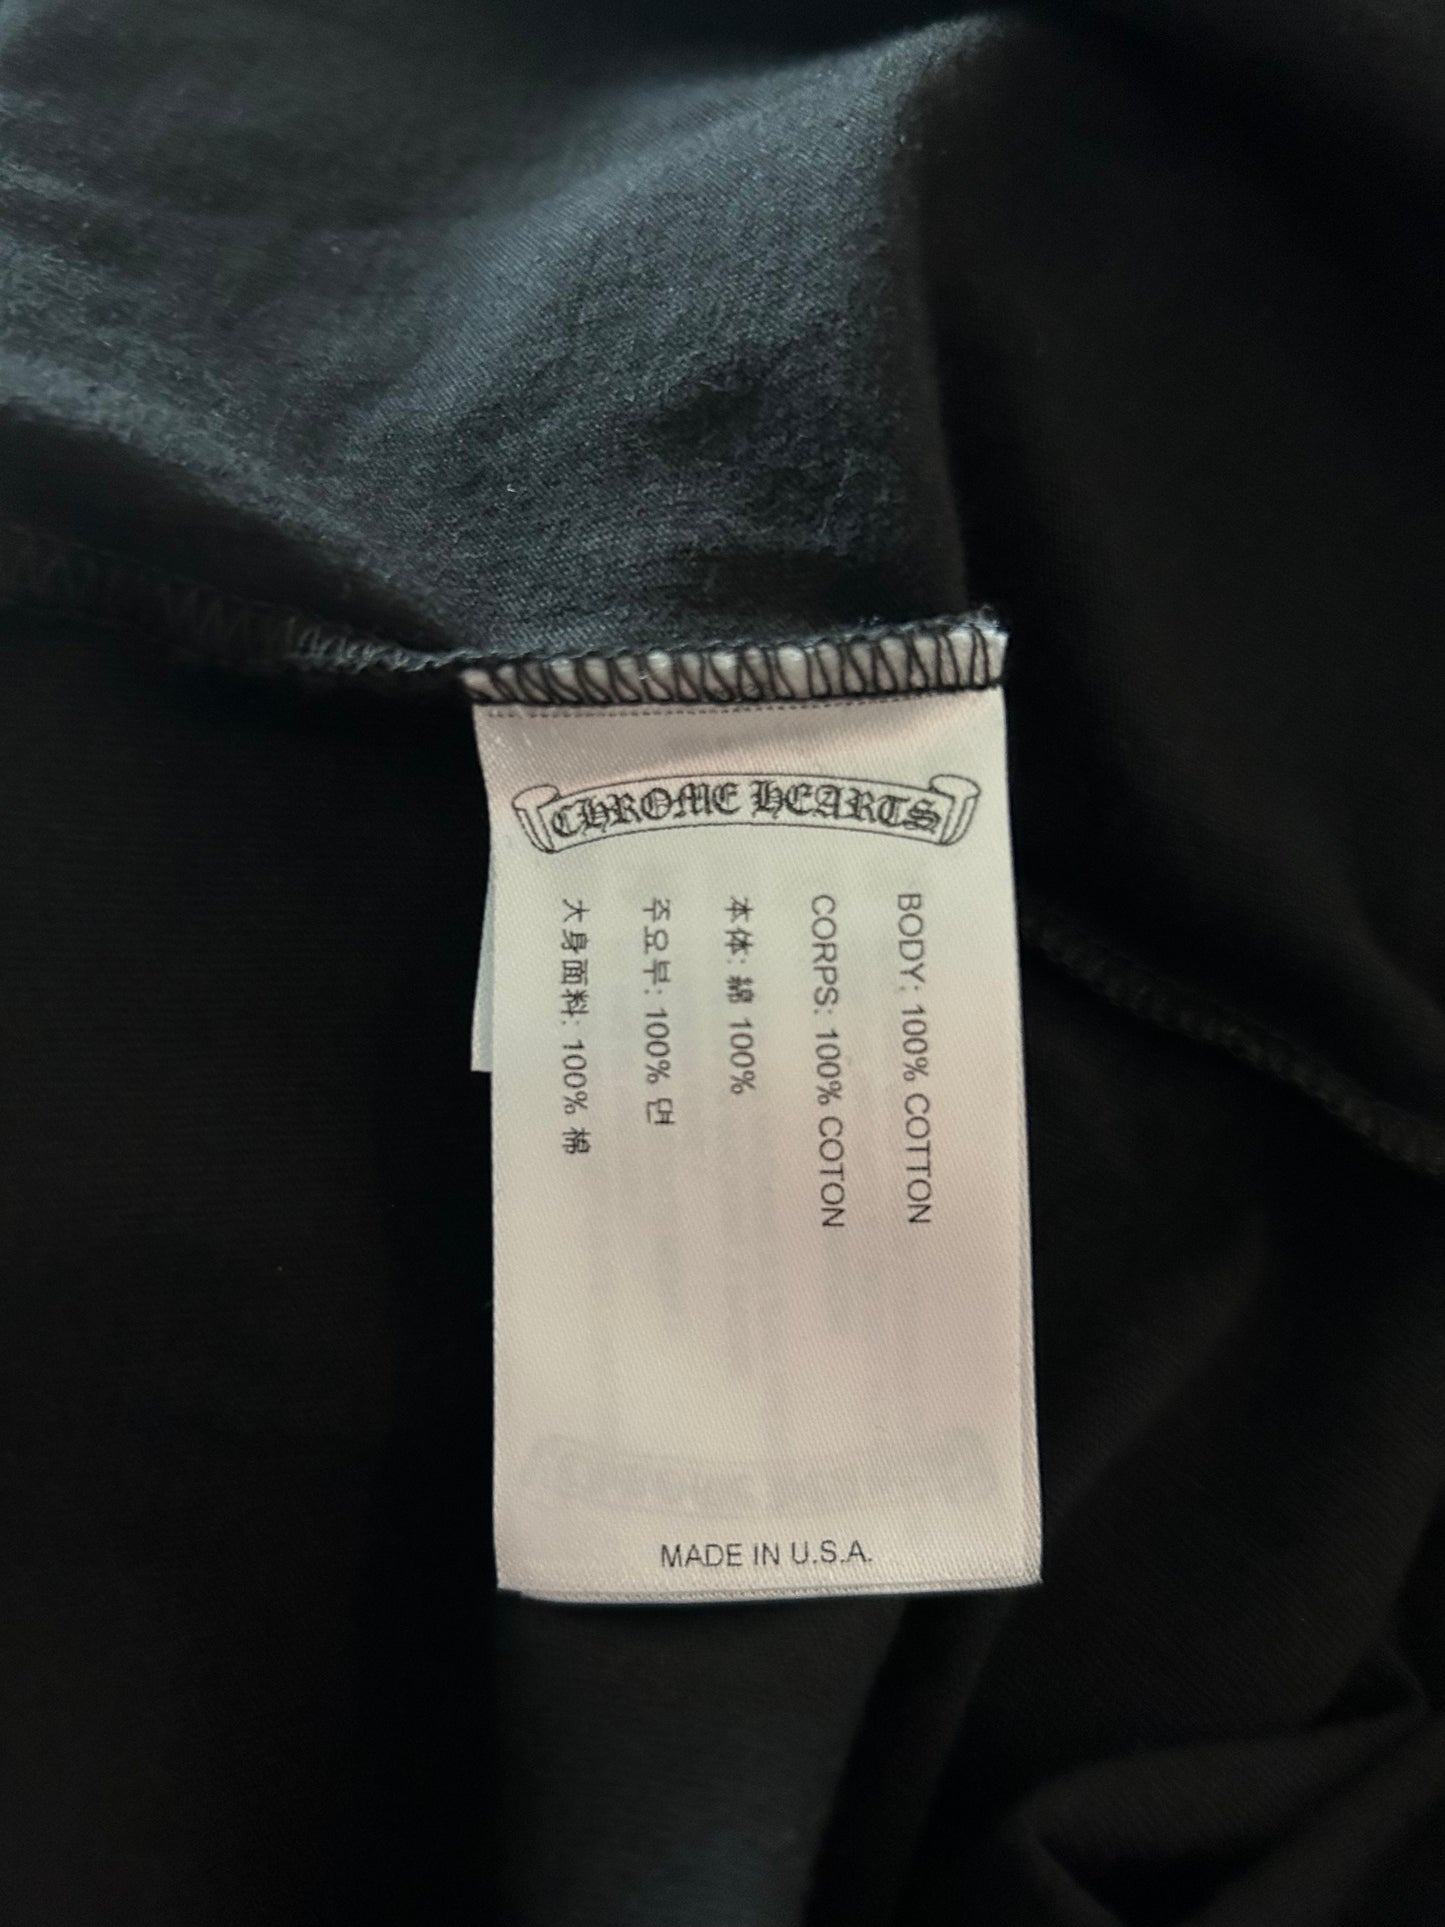 CHROME HEARTS
BODY: 100% COTTON
CORPS: 100% COTON
本体: 綿 100%
주요부: 100% 면
大身面料: 100% 棉
MADE IN U.S.A.